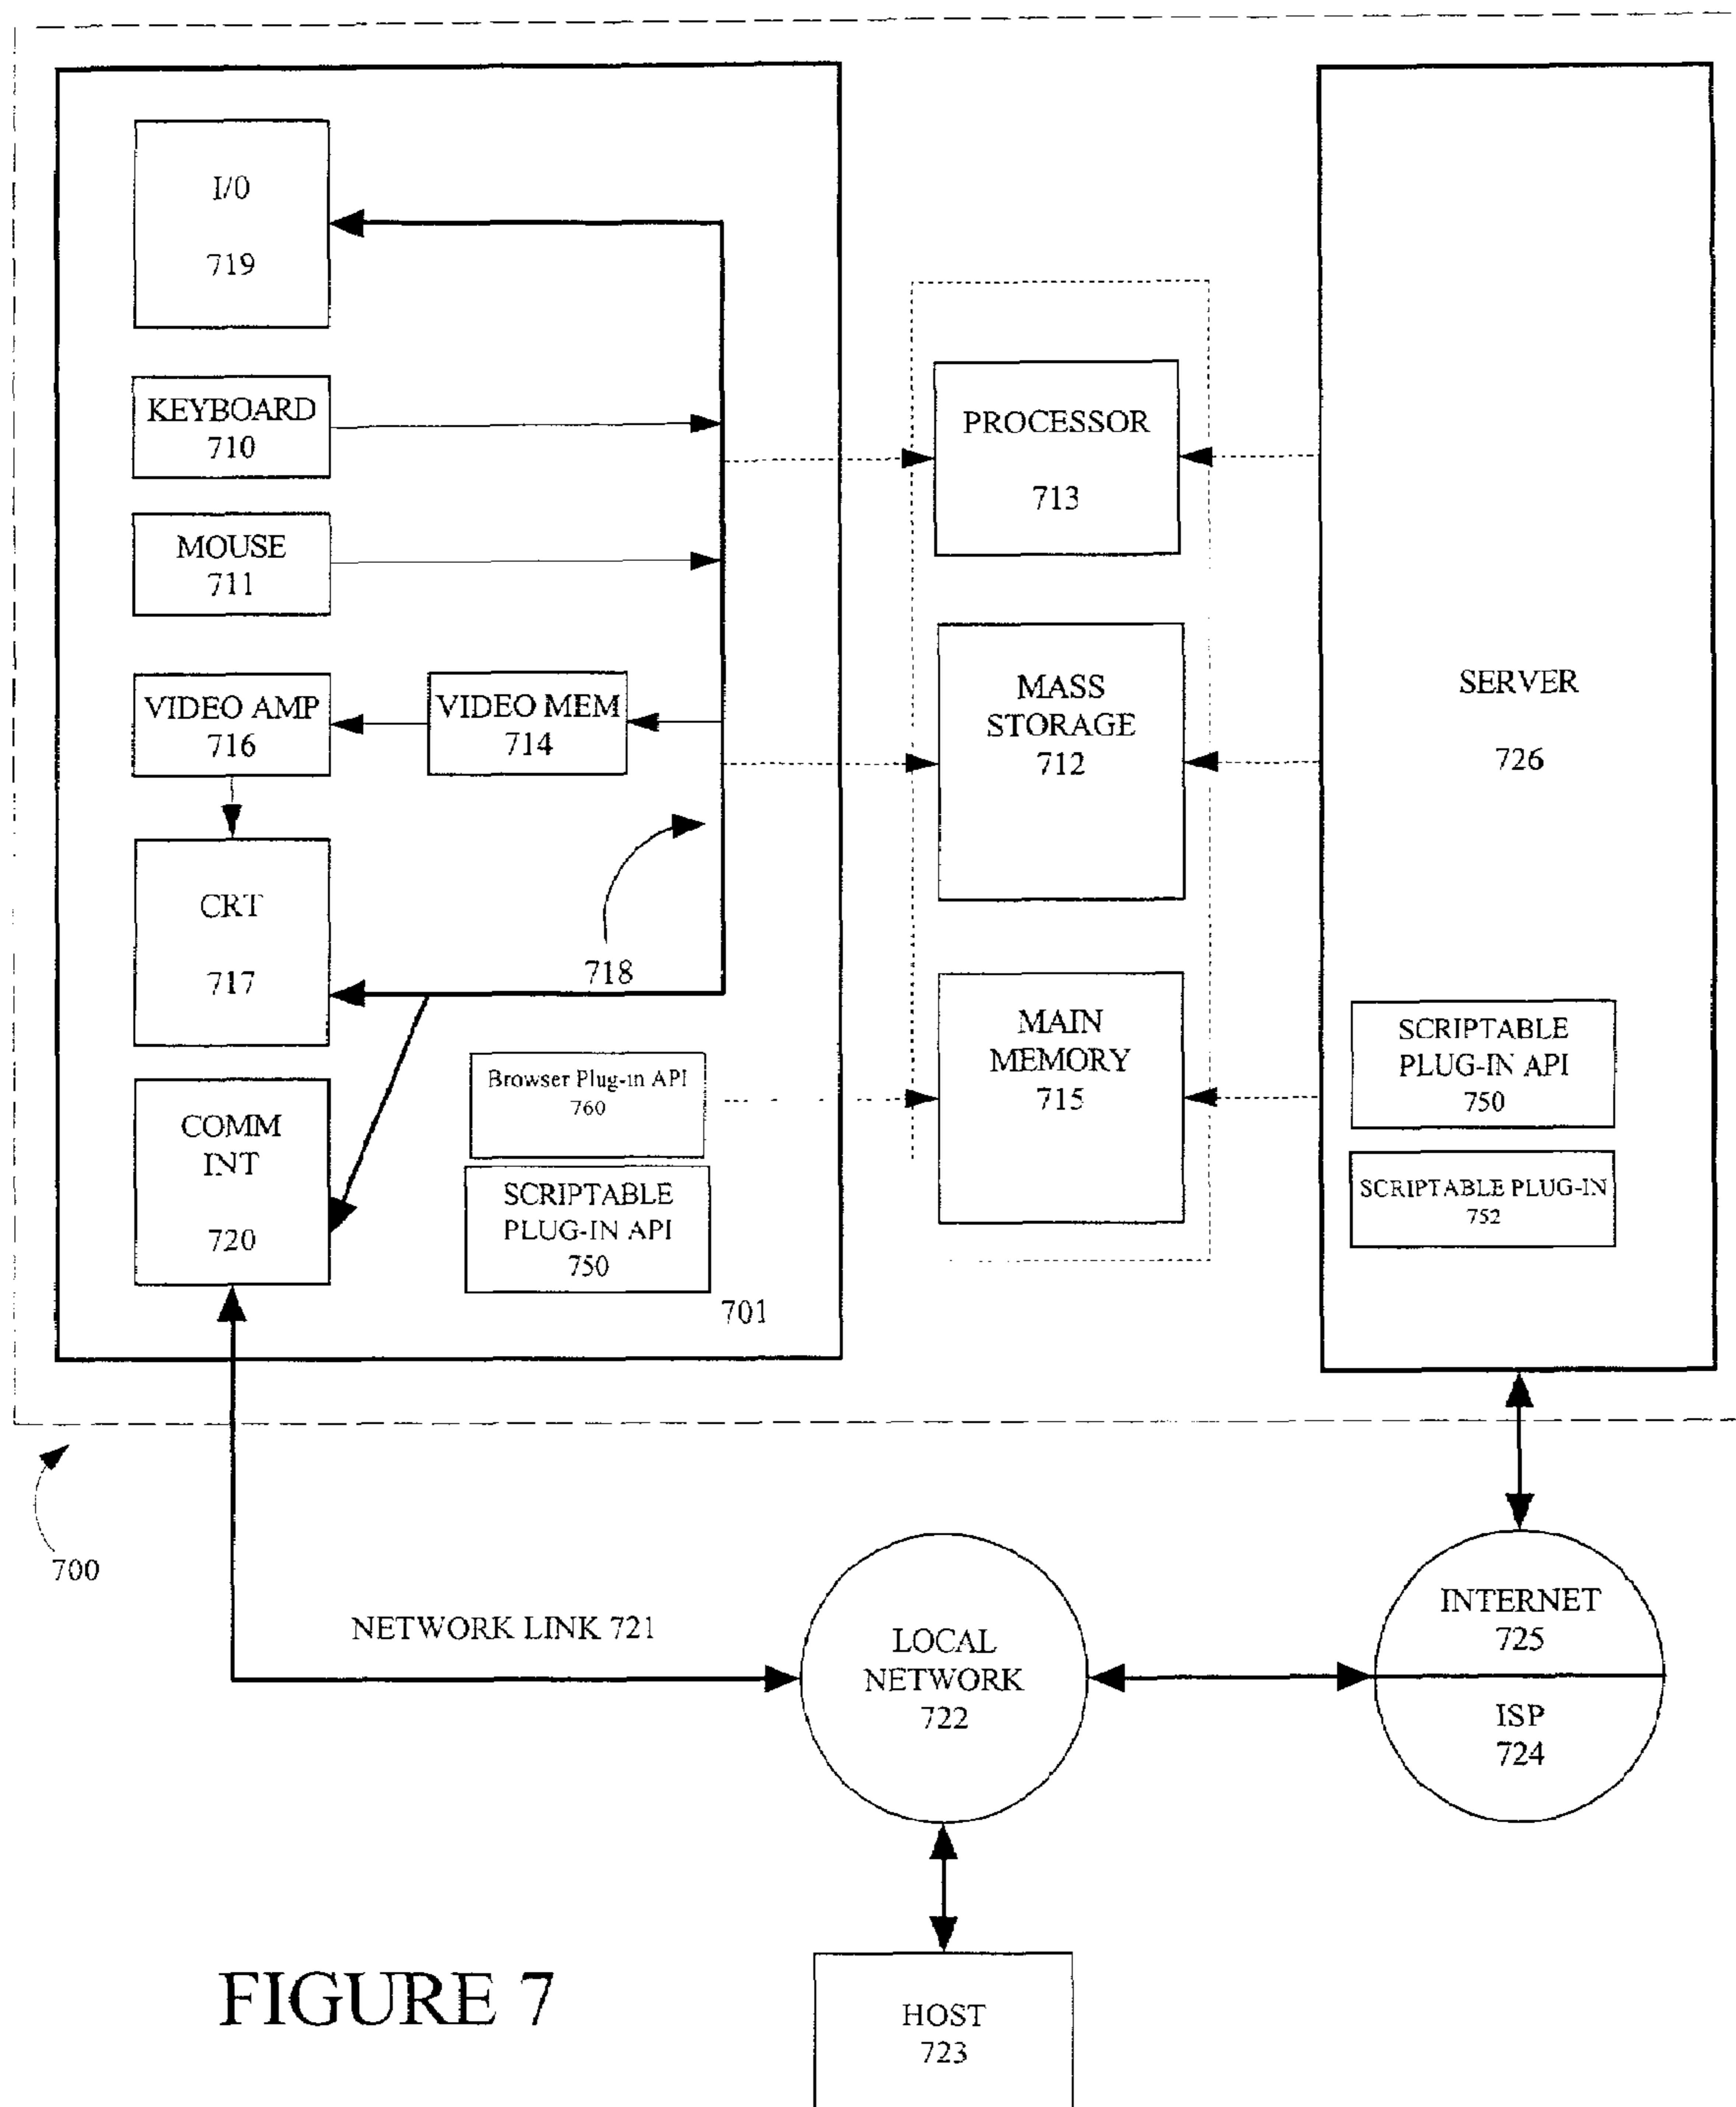 I/0
719
KEYBOARD
710
MOUSE
711
VIDEO AMP
716
VIDEO MEM
714
CRT
717
718
COMM
INT
720
Browser Plug-in API
760
SCRIPTABLE
PLUG-IN API
750
701
PROCESSOR
713
MASS
STORAGE
712
MAIN
MEMORY
715
SERVER
726
SCRIPTABLE
PLUG-IN API
750
SCRIPTABLE PLUG-IN
752
700
NETWORK LINK 721
LOCAL
NETWORK
722
INTERNET
725
ISP
724
HOST
723
FIGURE 7